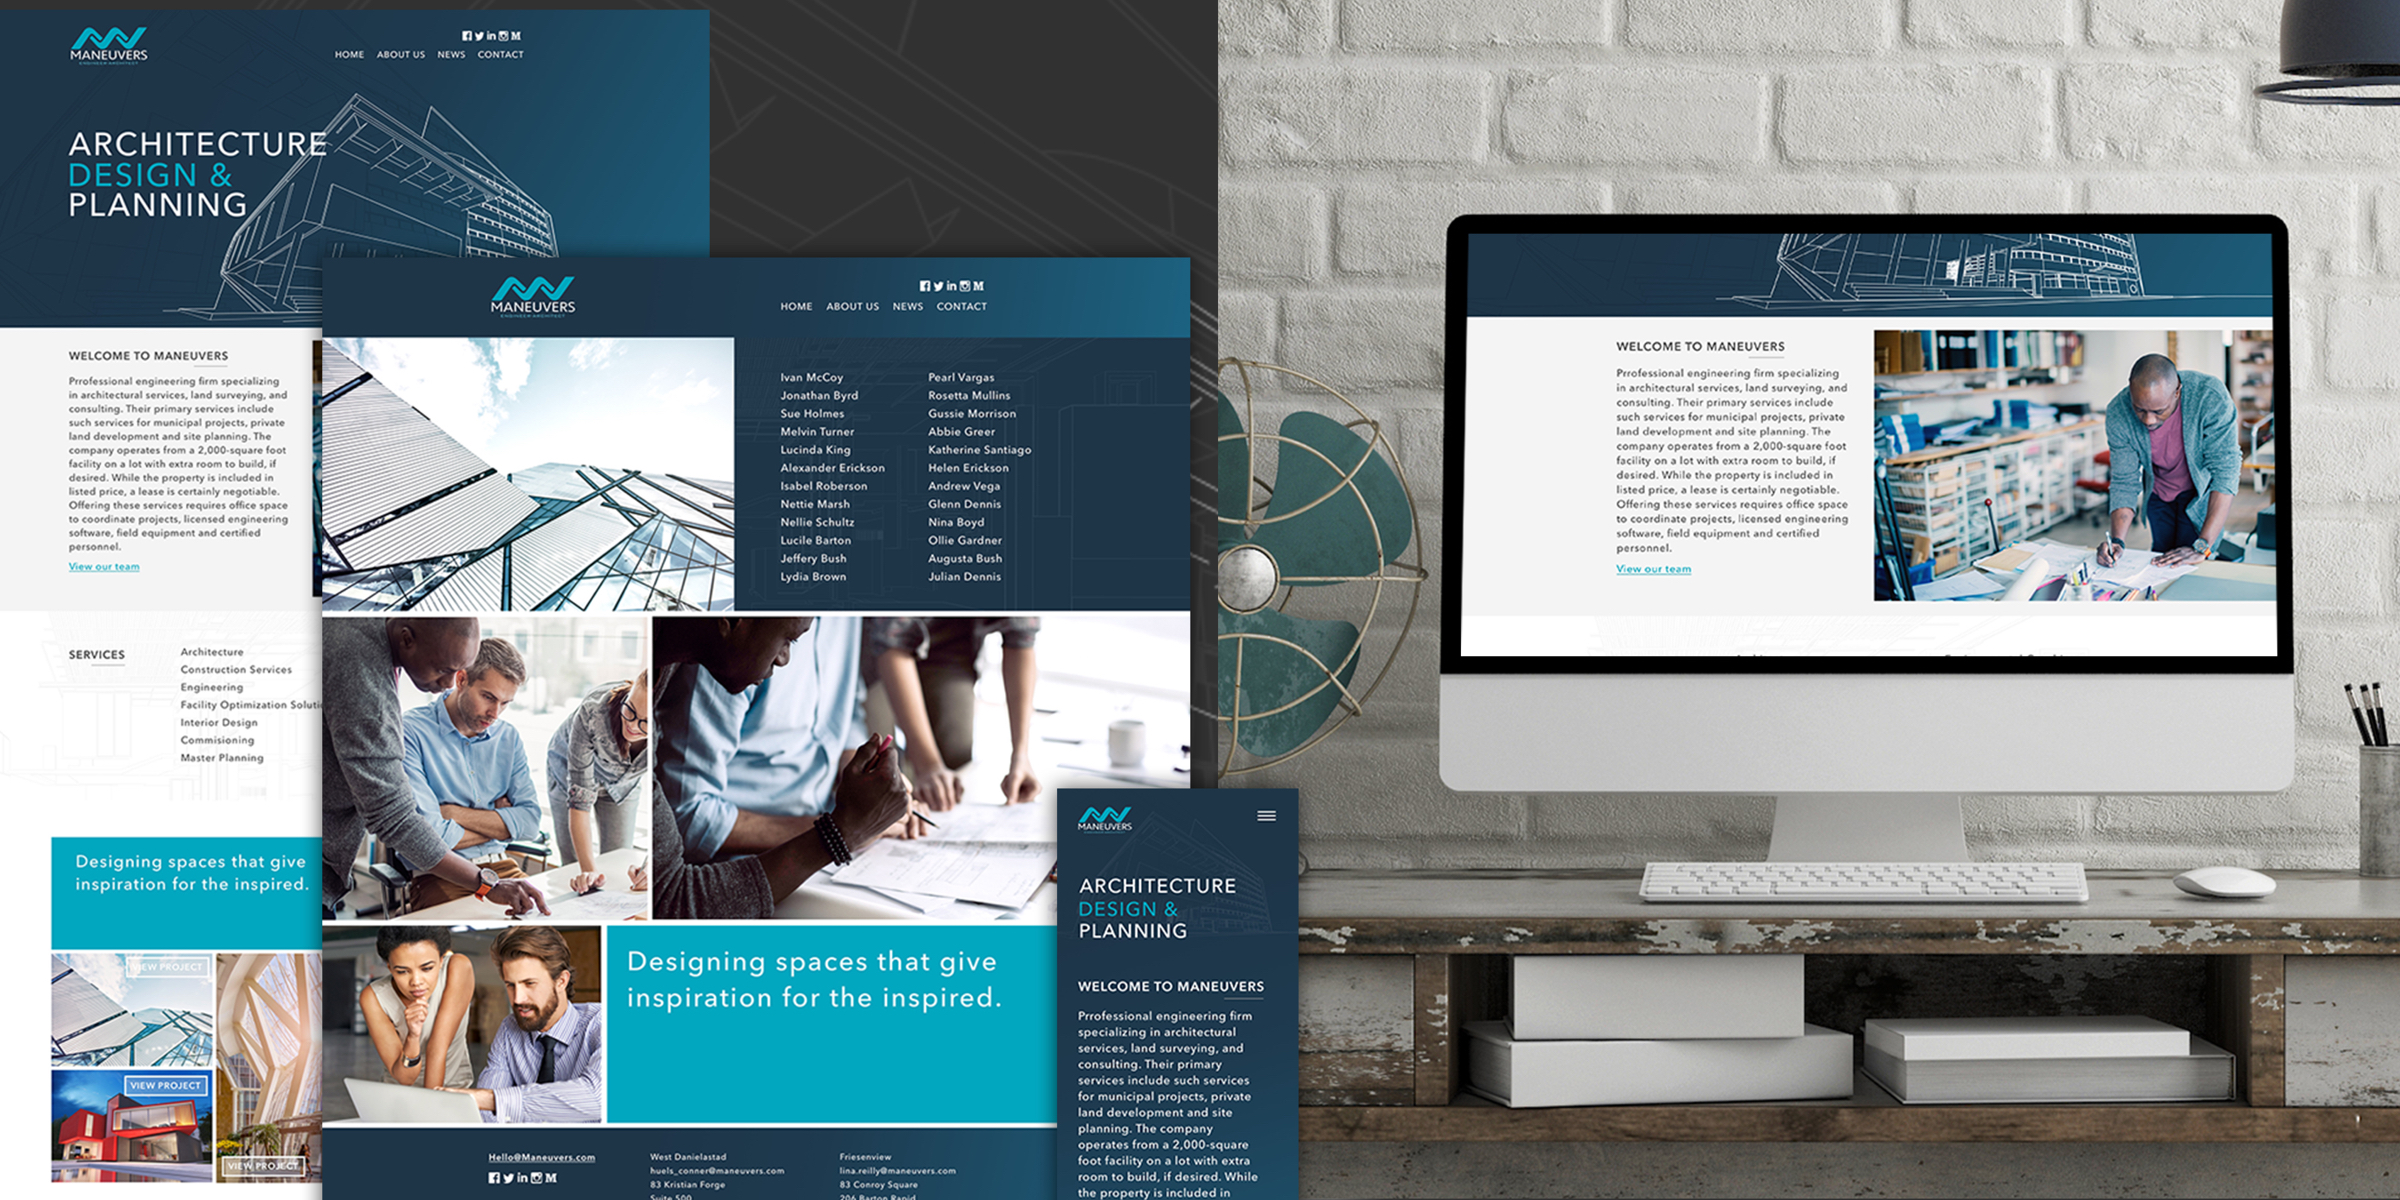 MANEUVERS
ENGINEER ARCHITECT
HOME ABOUT US NEWS CONTACT
ARCHITECTURE
DESIGN &
PLANNING
WELCOME TO MANEUVERS
Prrofessional engineering firm specializing
in architectural services, land surveying, and
consulting. Their primary services include
such services for municipal projects, private
land development and site planning. The
company operates from a 2,000-square foot
facility on a lot with extra room to build, if
desired. While the property is included in
listed price, a lease is certainly negotiable.
Offering these services requires office space
to coordinate projects, licensed engineering
software, field equipment and certified
personnel.
View our team
SERVICES
Architecture
Construction Services
Engineering
Facility Optimization
Interior Design
Commisioning
Master Planning
Designing spaces that give
inspiration for the inspired.
VIEW PROJECT
VIEW PROJECT
VIEW PROJECT
MANEUVERS
ENGINEER ARCHITECT
HOME ABOUT US NEWS CONTACT
Ivan McCoy
Jonathan Byrd
Sue Holmes
Melvin Turner
Lucinda King
Alexander Erickson
Isabel Roberson
Nettie Marsh
Nellie Schultz
Lucile Barton
Jeffery Bush
Lydia Brown
Pearl Vargas
Rosetta Mullins
Gussie Morrison
Abbie Greer
Katherine Santiago
Helen Erickson
Andrew Vega
Glenn Dennis
Nina Boyd
Ollie Gardner
Augusta Bush
Julian Dennis
Designing spaces that give
inspiration for the inspired.
Hello@Maneuvers.com
West Danielastad
huels_conner@maneuvers.com
83 Kristian Forge
Suite 500
Friesenview
lina.reilly@maneuvers.com
83 Conroy Square
206 Barton Rapid
MANEUVERS
ARCHITECTURE
DESIGN &
PLANNING
WELCOME TO MANEUVERS
Prrofessional engineering firm
specializing in architectural
services, land surveying, and
consulting. Their primary
services include such services
for municipal projects, private
land development and site
planning. The company
operates from a 2,000-square
foot facility on a lot with extra
room to build, if desired. While
the property is included in
WELCOME TO MANEUVERS
Prrofessional engineering firm specializing
in architectural services, land surveying, and
consulting. Their primary services include
such services for municipal projects, private
land development and site planning. The
company operates from a 2,000-square foot
facility on a lot with extra room to build, if
desired. While the property is included in
listed price, a lease is certainly negotiable.
Offering these services requires office space
to coordinate projects, licensed engineering
software, field equipment and certified
personnel.
View our team